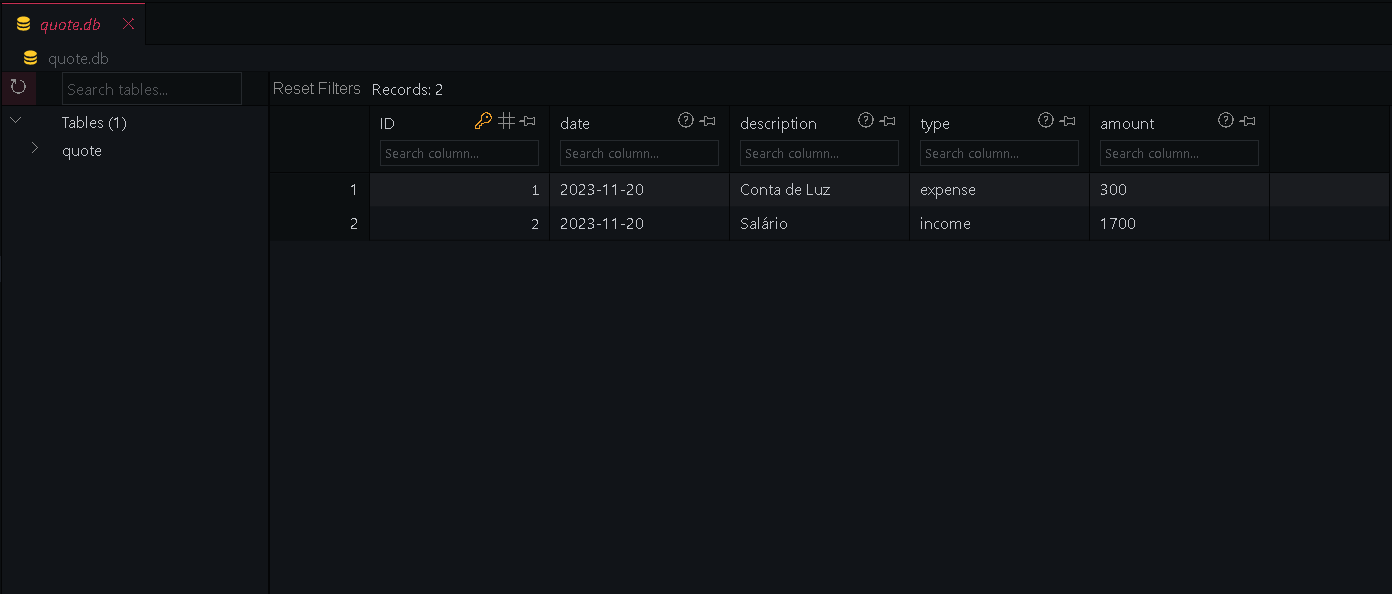 quote.db
quote.db
Search tables... Reset Filters Records: 2
Tables (1)
quote
ID date description type amount
Search column... Search column... Search column... Search column... Search column...
1 1 2023-11-20 Conta de Luz expense 300
2 2 2023-11-20 Salário income 1700